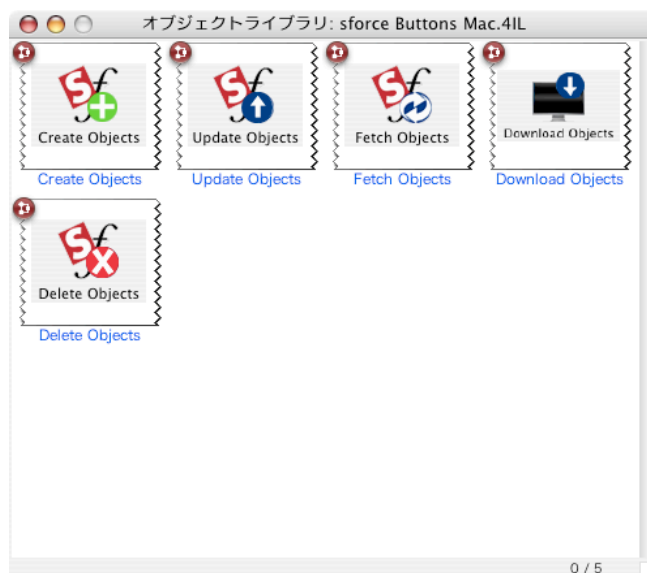 オブジェクトライブラリ: sforce Buttons Mac.4IL
Create Objects
Update Objects
Fetch Objects
Download Objects
Create Objects
Update Objects
Fetch Objects
Download Objects
Delete Objects
Delete Objects
0 / 5